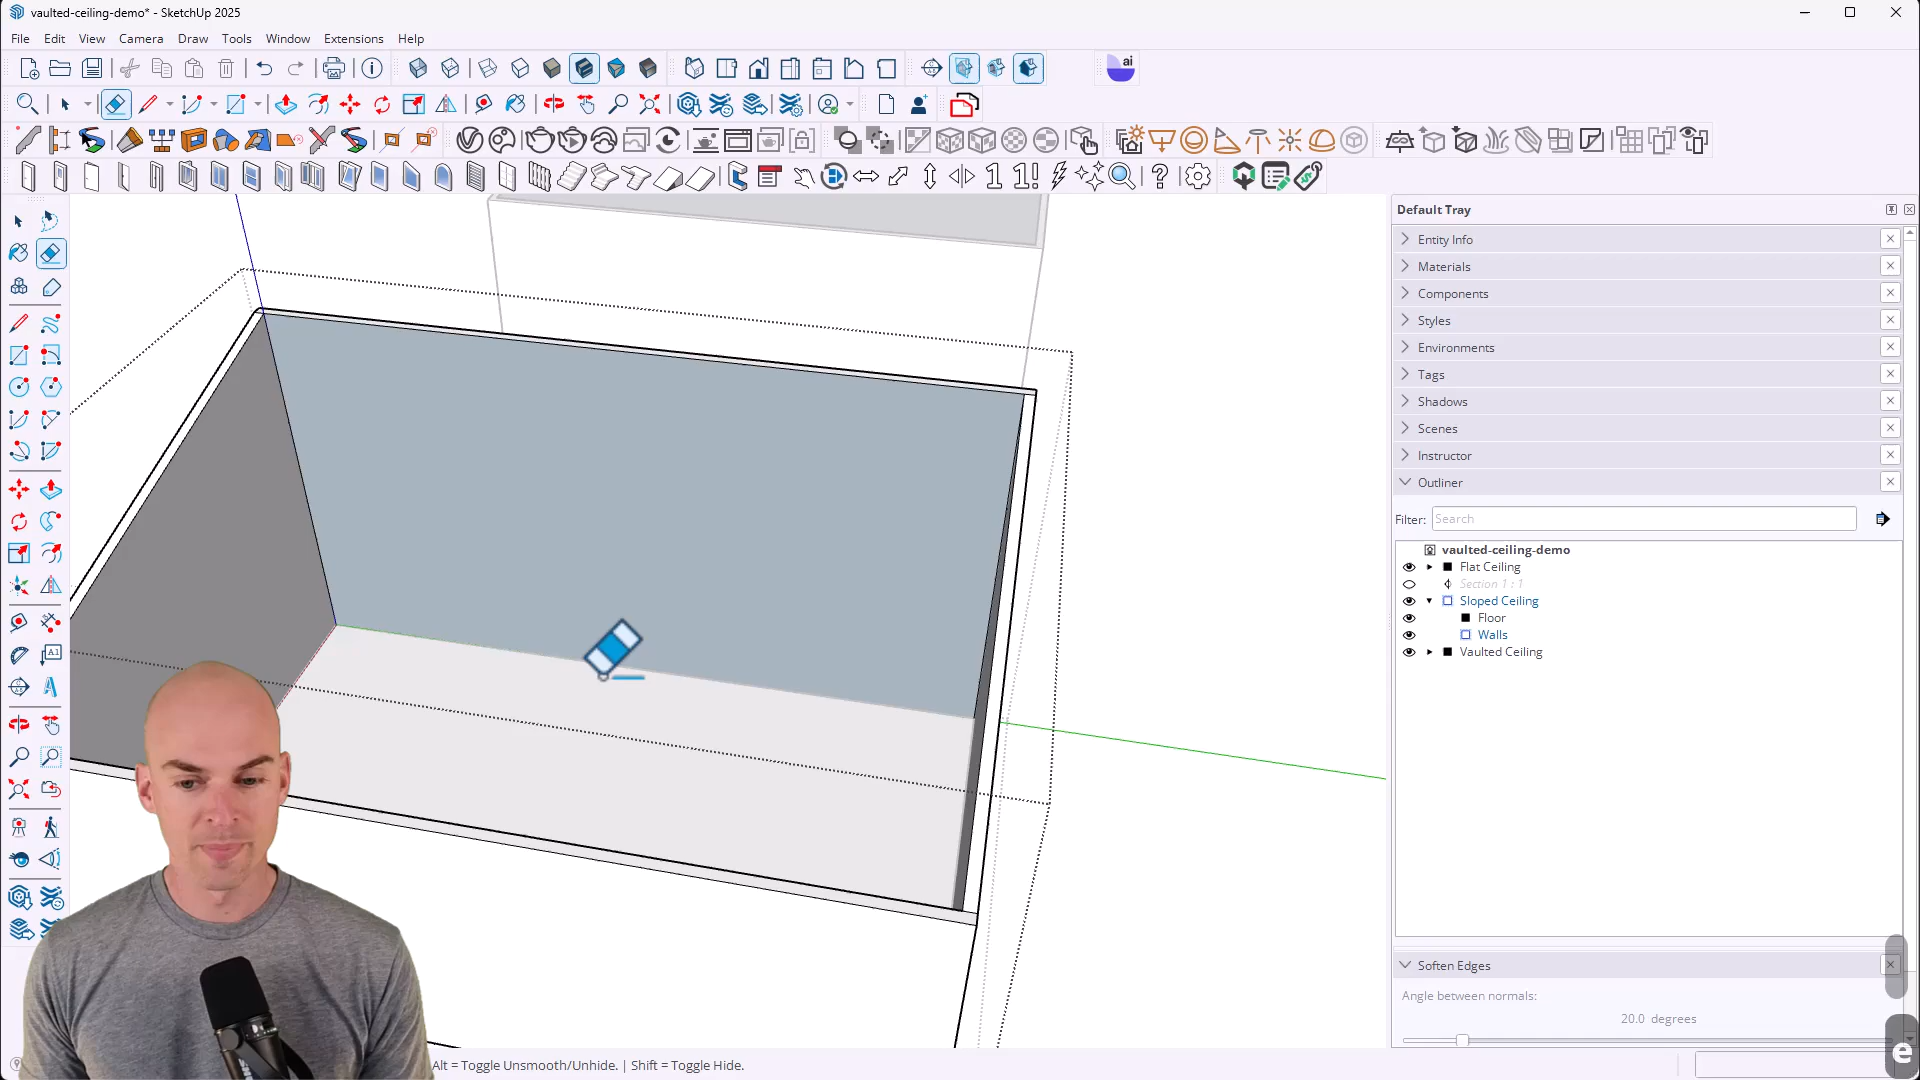 vaulted-ceiling-demo* - SketchUp 2025
File Edit View Camera Draw Tools Window Extensions Help
ai
Default Tray
Entity Info
Materials
Components
Styles
Environments
Tags
Shadows
Scenes
Instructor
Outliner
Filter: Search
vaulted-ceiling-demo
Flat Ceiling
Section 1 : 1
Sloped Ceiling
Floor
Walls
Vaulted Ceiling
Soften Edges
Angle between normals:
20.0 degrees
Alt = Toggle Unsmooth/Unhide. | Shift = Toggle Hide.
e